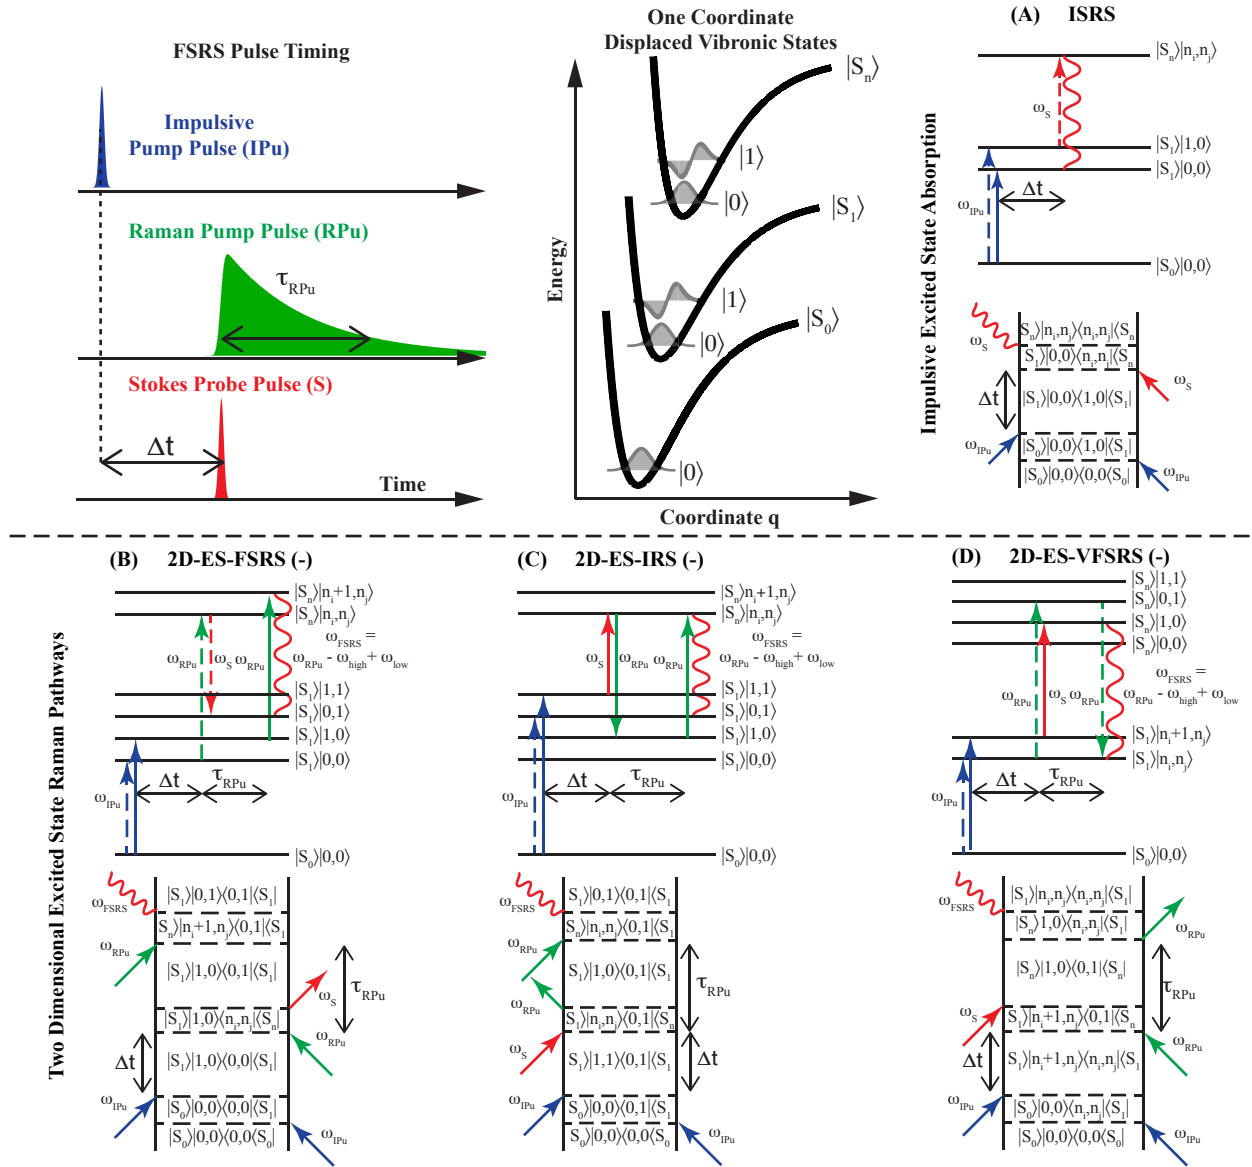 FSRS Pulse Timing
Impulsive
Pump Pulse (IPu)
Raman Pump Pulse (RPu)
τRPu
Stokes Probe Pulse (S)
Δt
Time
One Coordinate
Displaced Vibronic States
Energy
|Sn⟩
|1⟩
|0⟩
|S1⟩
|1⟩
|0⟩
|S0⟩
|0⟩
Coordinate q
(A) ISRS
Impulsive Excited State Absorption
|Sn⟩|ni,nj⟩
ωS
|S1⟩|1,0⟩
|S1⟩|0,0⟩
ωIPu
Δt
|S0⟩|0,0⟩
Sn⟩|ni,nj⟩⟨ni,nj|⟨Sn
ωS
S1⟩|0,0⟩⟨ni,nj|⟨Sn
ωS
Δt
|S1⟩|0,0⟩⟨1,0|⟨S1|
ωIPu
|S0⟩|0,0⟩⟨1,0|⟨S1|
|S0⟩|0,0⟩⟨0,0⟨S0|
ωIPu
Two Dimensional Excited State Raman Pathways
(B) 2D-ES-FSRS (-)
|Sn⟩|ni+1,nj⟩
|Sn⟩|ni,nj⟩
ωFSRS =
ωRPu - ωhigh + ωlow
ωRPu
ωS
ωRPu
|S1⟩|1,1⟩
|S1⟩|0,1⟩
|S1⟩|1,0⟩
|S1⟩|0,0⟩
Δt
τRPu
ωIPu
|S0⟩|0,0⟩
|S1⟩|0,1⟩⟨0,1|⟨S1|
ωFSRS
Sn⟩|ni+1,nj⟩⟨0,1|⟨S1
ωRPu
|S1⟩|1,0⟩⟨0,1|⟨S1|
ωS
τRPu
|S1⟩|1,0⟩⟨ni,nj|⟨Sn|
ωRPu
Δt
|S1⟩|1,0⟩⟨0,0|⟨S1|
ωIPu
|S0⟩|0,0⟩⟨0,0|⟨S1|
|S0⟩|0,0⟩⟨0,0⟨S0|
ωIPu
(C) 2D-ES-IRS (-)
|Sn⟩ni+1,nj⟩
|Sn⟩|ni,nj⟩
ωFSRS =
ωRPu - ωhigh + ωlow
ωS
ωRPu
ωRPu
|S1⟩|1,1⟩
|S1⟩|0,1⟩
|S1⟩|1,0⟩
|S1⟩|0,0⟩
Δt
τRPu
ωIPu
|S0⟩|0,0⟩
|S1⟩|0,1⟩⟨0,1|⟨S1|
ωFSRS
Sn⟩|ni,nj⟩⟨0,1|⟨S1
ωRPu
|S1⟩|1,0⟩⟨0,1|⟨S1|
τRPu
ωRPu
S1⟩|ni,nj⟩⟨0,1|⟨Sn
ωS
|S1⟩|1,1⟩⟨0,1|⟨S1|
Δt
ωIPu
S0⟩|0,0⟩⟨0,1|⟨S1
S0⟩|0,0⟩⟨0,0⟨S0
ωIPu
(D) 2D-ES-VFSRS (-)
|Sn⟩|1,1⟩
|Sn⟩|0,1⟩
|Sn⟩|1,0⟩
|Sn⟩|0,0⟩
ωFSRS =
ωRPu - ωhigh + ωlow
ωRPu
ωS
ωRPu
|S1⟩|ni+1,nj⟩
|S1⟩|ni,nj⟩
Δt
τRPu
ωIPu
|S0⟩|0,0⟩
|S1⟩|ni,nj⟩⟨ni,nj|⟨S1|
ωFSRS
|Sn⟩1,0⟩⟨ni,nj|⟨S1|
ωRPu
|Sn⟩|1,0⟩⟨0,1|⟨Sn|
τRPu
ωS
S1⟩|ni+1,nj⟩⟨0,1|⟨Sn
ωRPu
Δt
S1⟩|ni+1,nj⟩⟨ni,nj|⟨S1
ωIPu
|S0⟩|0,0⟩⟨ni,nj|⟨S1|
|S0⟩|0,0⟩⟨0,0⟨S0|
ωIPu